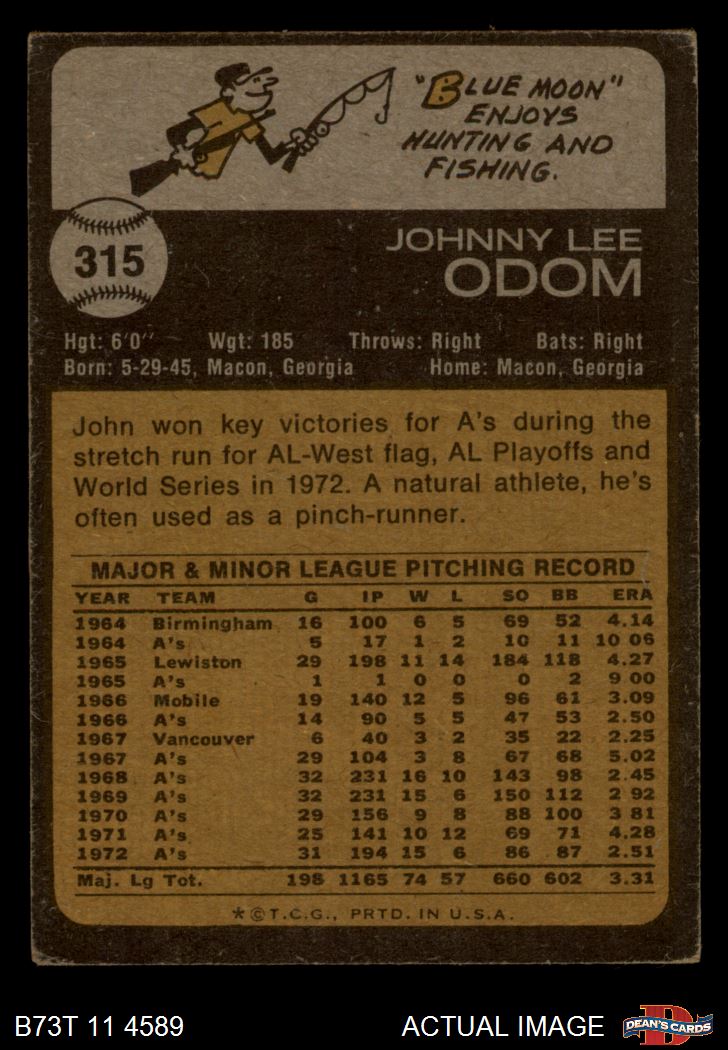 "BLUE MOON"
ENJOYS
HUNTING AND
FISHING.
315
JOHNNY LEE
ODOM
Hgt: 6'0" Wgt: 185 Throws: Right Bats: Right
Born: 5-29-45, Macon, Georgia Home: Macon, Georgia
John won key victories for A's during the
stretch run for AL-West flag, AL Playoffs and
World Series in 1972. A natural athlete, he's
often used as a pinch-runner.
MAJOR & MINOR LEAGUE PITCHING RECORD
YEAR TEAM G IP W L SO BB ERA
1964 Birmingham 16 100 6 5 69 52 4.14
1964 A's 5 17 1 2 10 11 10 06
1965 Lewiston 29 198 11 14 184 118 4.27
1965 A's 1 1 0 0 0 2 9 00
1966 Mobile 19 140 12 5 96 61 3.09
1966 A's 14 90 5 5 47 53 2.50
1967 Vancouver 6 40 3 2 35 22 2.25
1967 A's 29 104 3 8 67 68 5.02
1968 A's 32 231 16 10 143 98 2.45
1969 A's 32 231 15 6 150 112 2 92
1970 A's 29 156 9 8 88 100 3 81
1971 A's 25 141 10 12 69 71 4.28
1972 A's 31 194 15 6 86 87 2.51
Maj. Lg Tot. 198 1165 74 57 660 602 3.31
*©T.C.G., PRTD. IN U.S.A.
B73T 11 4589 ACTUAL IMAGE
D
DEAN'S CARDS